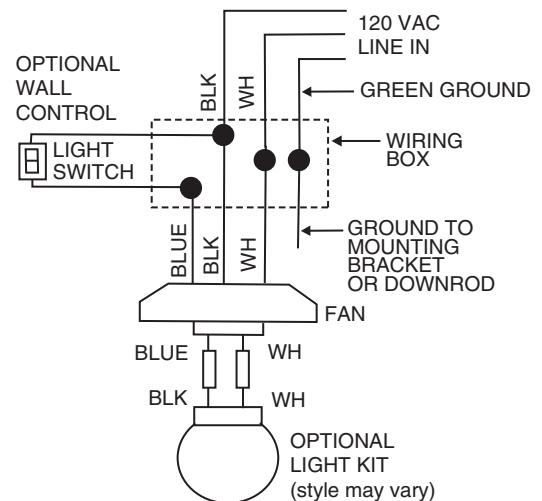 120 VAC
LINE IN
OPTIONAL
WALL
CONTROL
BLK
WH
GREEN GROUND
LIGHT
SWITCH
WIRING
BOX
BLUE
BLK
WH
GROUND TO
MOUNTING
BRACKET
OR DOWNROD
FAN
BLUE
WH
BLK
WH
OPTIONAL
LIGHT KIT
(style may vary)